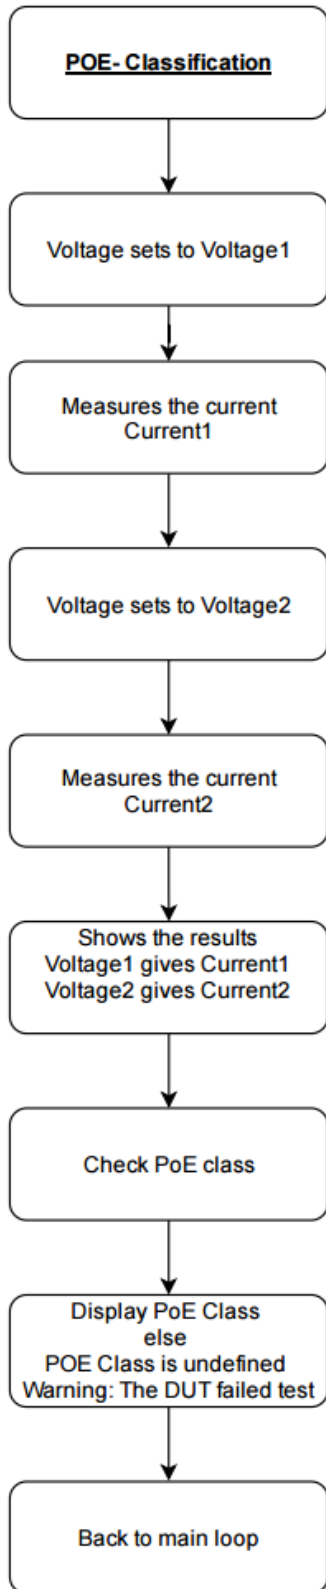 POE- Classification
Voltage sets to Voltage1
Measures the current
Current1
Voltage sets to Voltage2
Measures the current
Current2
Shows the results
Voltage1 gives Current1
Voltage2 gives Current2
Check PoE class
Display PoE Class
else
POE Class is undefined
Warning: The DUT failed test
Back to main loop